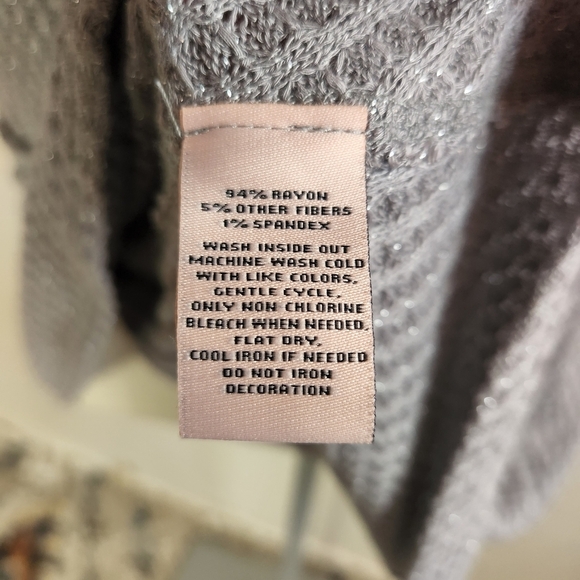 94% RAYON
5% OTHER FIBERS
1% SPANDEX
WASH INSIDE OUT
MACHINE WASH COLD
WITH LIKE COLORS,
GENTLE CYCLE,
ONLY NON CHLORINE
BLEACH WHEN NEEDED,
FLAT DRY,
COOL IRON IF NEEDED
DO NOT IRON
DECORATION